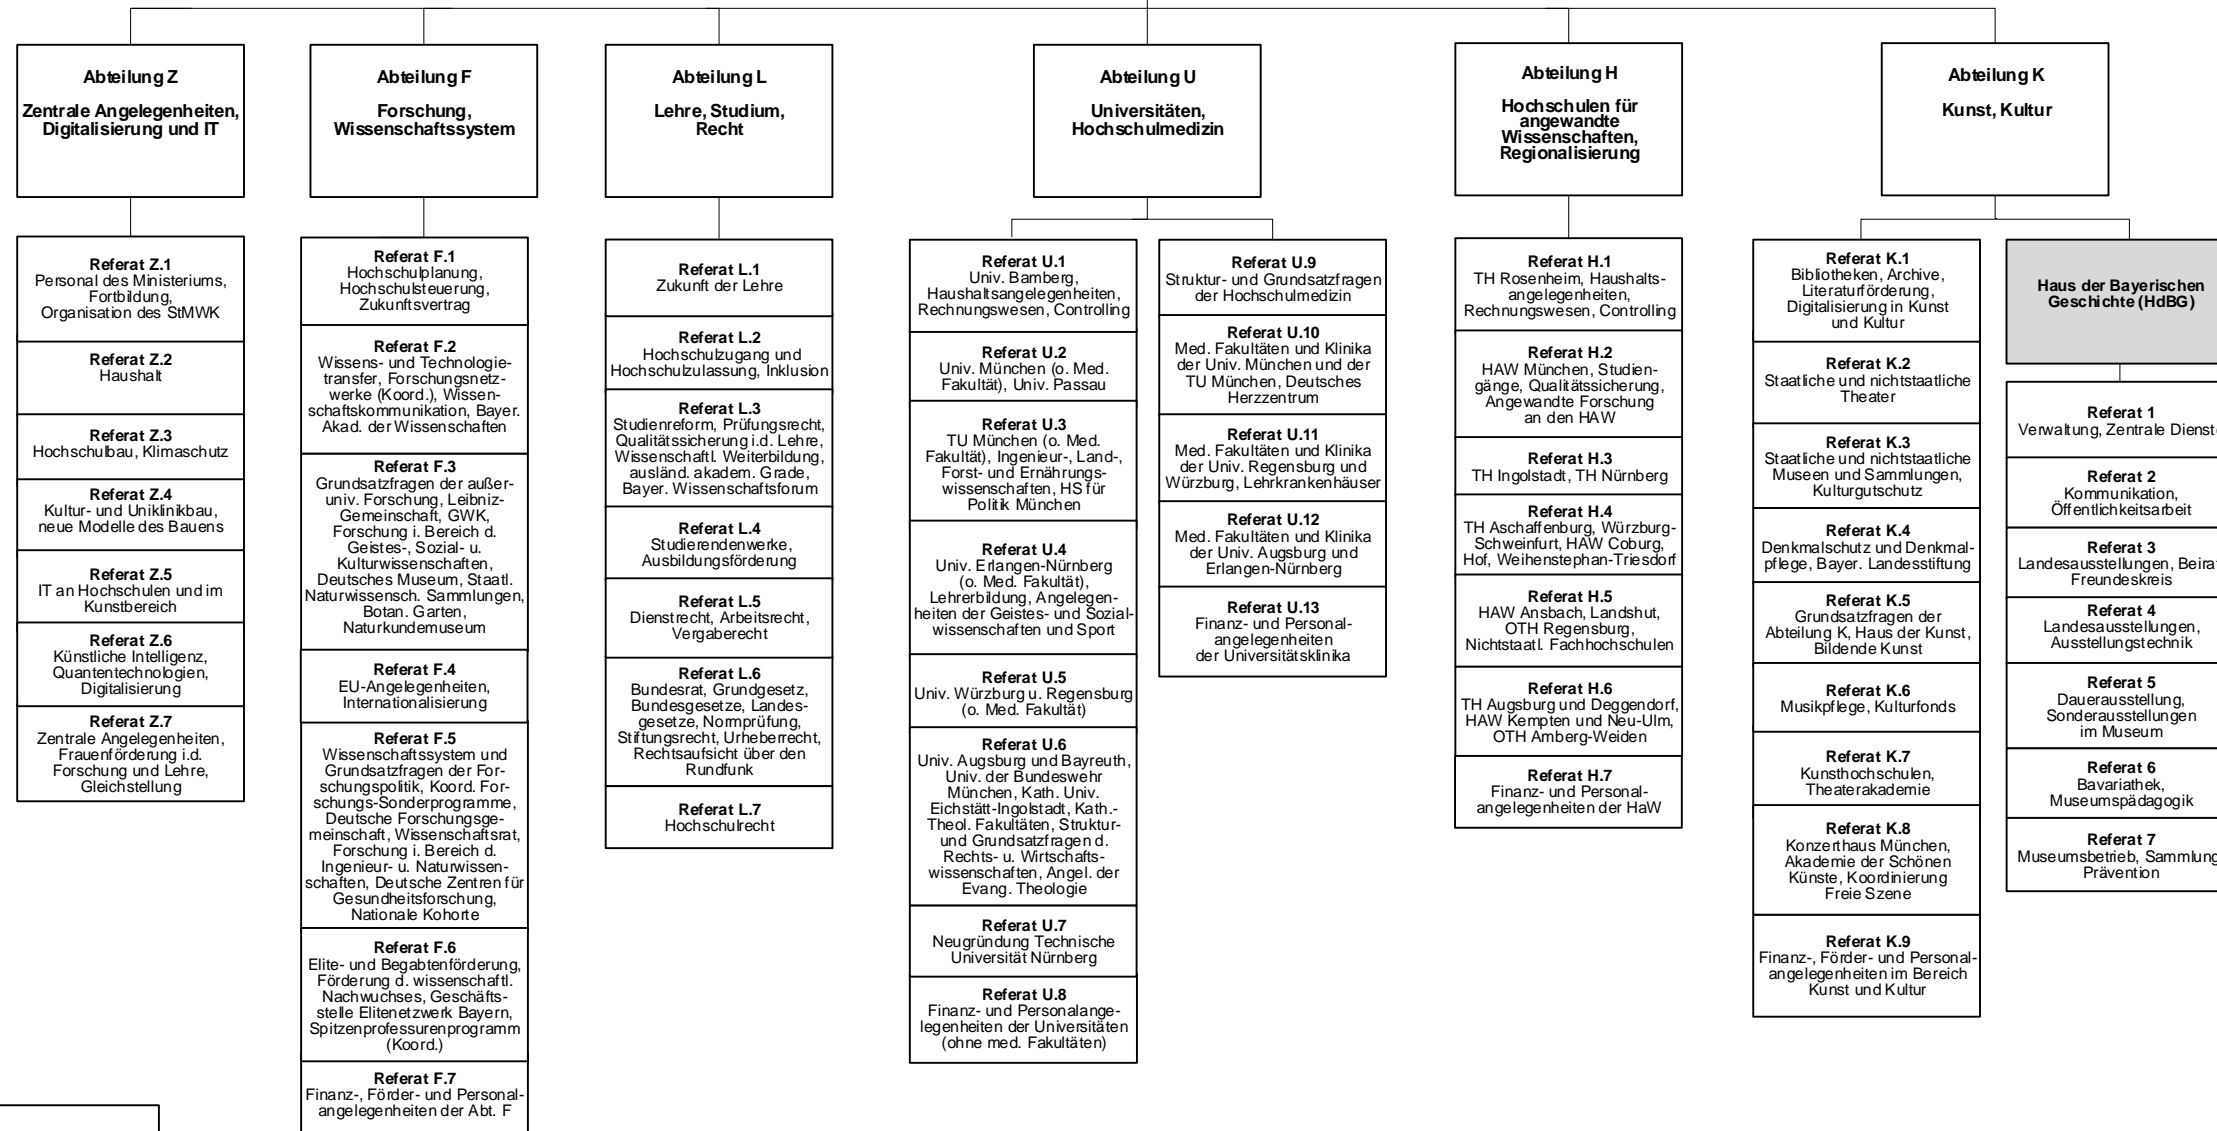 Abteilung Z
Zentrale Angelegenheiten,
Digitalisierung und IT
Abteilung F
Forschung,
Wissenschaftssystem
Abteilung L
Lehre, Studium,
Recht
Abteilung U
Universitäten,
Hochschulmedizin
Abteilung H
Hochschulen für
angewandte
Wissenschaften,
Regionalisierung
Abteilung K
Kunst, Kultur
Referat Z.1
Personal des Ministeriums,
Fortbildung,
Organisation des StMWK
Referat Z.2
Haushalt
Referat Z.3
Hochschulbau, Klimaschutz
Referat Z.4
Kultur- und Uniklinikbau,
neue Modelle des Bauens
Referat Z.5
IT an Hochschulen und im
Kunstbereich
Referat Z.6
Künstliche Intelligenz,
Quantentechnologien,
Digitalisierung
Referat Z.7
Zentrale Angelegenheiten,
Frauenförderung i.d.
Forschung und Lehre,
Gleichstellung
Referat F.1
Hochschulplanung,
Hochschulsteuerung,
Zukunftsvertrag
Referat F.2
Wissens- und Technologie-
transfer, Forschungsnetz-
werke (Koord.), Wissen-
schaftskommunikation, Bayer.
Akad. der Wissenschaften
Referat F.3
Grundsatzfragen der außer-
univ. Forschung, Leibniz-
Gemeinschaft, GWK,
Forschung i. Bereich d.
Geistes-, Sozial- u.
Kulturwissenschaften,
Deutsches Museum, Staatl.
Naturwissensch. Sammlungen,
Botan. Garten,
Naturkundemuseum
Referat F.4
EU-Angelegenheiten,
Internationalisierung
Referat F.5
Wissenschaftssystem und
Grundsatzfragen der For-
schungspolitik, Koord. For-
schungs-Sonderprogramme,
Deutsche Forschungsge-
meinschaft, Wissenschaftsrat,
Forschung i. Bereich d.
Ingenieur- u. Naturwissen-
schaften, Deutsche Zentren für
Gesundheitsforschung,
Nationale Kohorte
Referat F.6
Elite- und Begabtenförderung,
Förderung d. wissenschaftl.
Nachwuchses, Geschäfts-
stelle Elitenetzwerk Bayern,
Spitzenprofessurenprogramm
(Koord.)
Referat F.7
Finanz-, Förder- und Personal-
angelegenheiten der Abt. F
Referat L.1
Zukunft der Lehre
Referat L.2
Hochschulzugang und
Hochschulzulassung, Inklusion
Referat L.3
Studienreform, Prüfungsrecht,
Qualitätssicherung i.d. Lehre,
Wissenschaftl. Weiterbildung,
ausländ. akadem. Grade,
Bayer. Wissenschaftsforum
Referat L.4
Studierendenwerke,
Ausbildungsförderung
Referat L.5
Dienstrecht, Arbeitsrecht,
Vergaberecht
Referat L.6
Bundesrat, Grundgesetz,
Bundesgesetze, Landes-
gesetze, Normprüfung,
Stiftungsrecht, Urheberrecht,
Rechtsaufsicht über den
Rundfunk
Referat L.7
Hochschulrecht
Referat U.1
Univ. Bamberg,
Haushaltsangelegenheiten,
Rechnungswesen, Controlling
Referat U.2
Univ. München (o. Med.
Fakultät), Univ. Passau
Referat U.3
TU München (o. Med.
Fakultät), Ingenieur-, Land-,
Forst- und Ernährungs-
wissenschaften, HS für
Politik München
Referat U.4
Univ. Erlangen-Nürnberg
(o. Med. Fakultät),
Lehrerbildung, Angelegen-
heiten der Geistes- und Sozial-
wissenschaften und Sport
Referat U.5
Univ. Würzburg u. Regensburg
(o. Med. Fakultät)
Referat U.6
Univ. Augsburg und Bayreuth,
Univ. der Bundeswehr
München, Kath. Univ.
Eichstätt-Ingolstadt, Kath.-
Theol. Fakultäten, Struktur-
und Grundsatzfragen d.
Rechts- u. Wirtschafts-
wissenschaften, Angel. der
Evang. Theologie
Referat U.7
Neugründung Technische
Universität Nürnberg
Referat U.8
Finanz- und Personalange-
legenheiten der Universitäten
(ohne med. Fakultäten)
Referat U.9
Struktur- und Grundsatzfragen
der Hochschulmedizin
Referat U.10
Med. Fakultäten und Klinika
der Univ. München und der
TU München, Deutsches
Herzzentrum
Referat U.11
Med. Fakultäten und Klinika
der Univ. Regensburg und
Würzburg, Lehrkrankenhäuser
Referat U.12
Med. Fakultäten und Klinika
der Univ. Augsburg und
Erlangen-Nürnberg
Referat U.13
Finanz- und Personal-
angelegenheiten
der Universitätsklinika
Referat H.1
TH Rosenheim, Haushalts-
angelegenheiten,
Rechnungswesen, Controlling
Referat H.2
HAW München, Studien-
gänge, Qualitätssicherung,
Angewandte Forschung
an den HAW
Referat H.3
TH Ingolstadt, TH Nürnberg
Referat H.4
TH Aschaffenburg, Würzburg-
Schweinfurt, HAW Coburg,
Hof, Weihenstephan-Triesdorf
Referat H.5
HAW Ansbach, Landshut,
OTH Regensburg,
Nichtstaatl. Fachhochschulen
Referat H.6
TH Augsburg und Deggendorf,
HAW Kempten und Neu-Ulm,
OTH Amberg-Weiden
Referat H.7
Finanz- und Personal-
angelegenheiten der HaW
Referat K.1
Bibliotheken, Archive,
Literaturförderung,
Digitalisierung in Kunst
und Kultur
Referat K.2
Staatliche und nichtstaatliche
Theater
Referat K.3
Staatliche und nichtstaatliche
Museen und Sammlungen,
Kulturgutschutz
Referat K.4
Denkmalschutz und Denkmal-
pflege, Bayer. Landesstiftung
Referat K.5
Grundsatzfragen der
Abteilung K, Haus der Kunst,
Bildende Kunst
Referat K.6
Musikpflege, Kulturfonds
Referat K.7
Kunsthochschulen,
Theaterakademie
Referat K.8
Konzerthaus München,
Akademie der Schönen
Künste, Koordinierung
Freie Szene
Referat K.9
Finanz-, Förder- und Personal-
angelegenheiten im Bereich
Kunst und Kultur
Haus der Bayerischen
Geschichte (HdBG)
Referat 1
Verwaltung, Zentrale Dienst
Referat 2
Kommunikation,
Öffentlichkeitsarbeit
Referat 3
Landesausstellungen, Beira
Freundeskreis
Referat 4
Landesausstellungen,
Ausstellungstechnik
Referat 5
Dauerausstellung,
Sonderausstellungen
im Museum
Referat 6
Bavariathek,
Museumspädagogik
Referat 7
Museumsbetrieb, Sammlung
Prävention